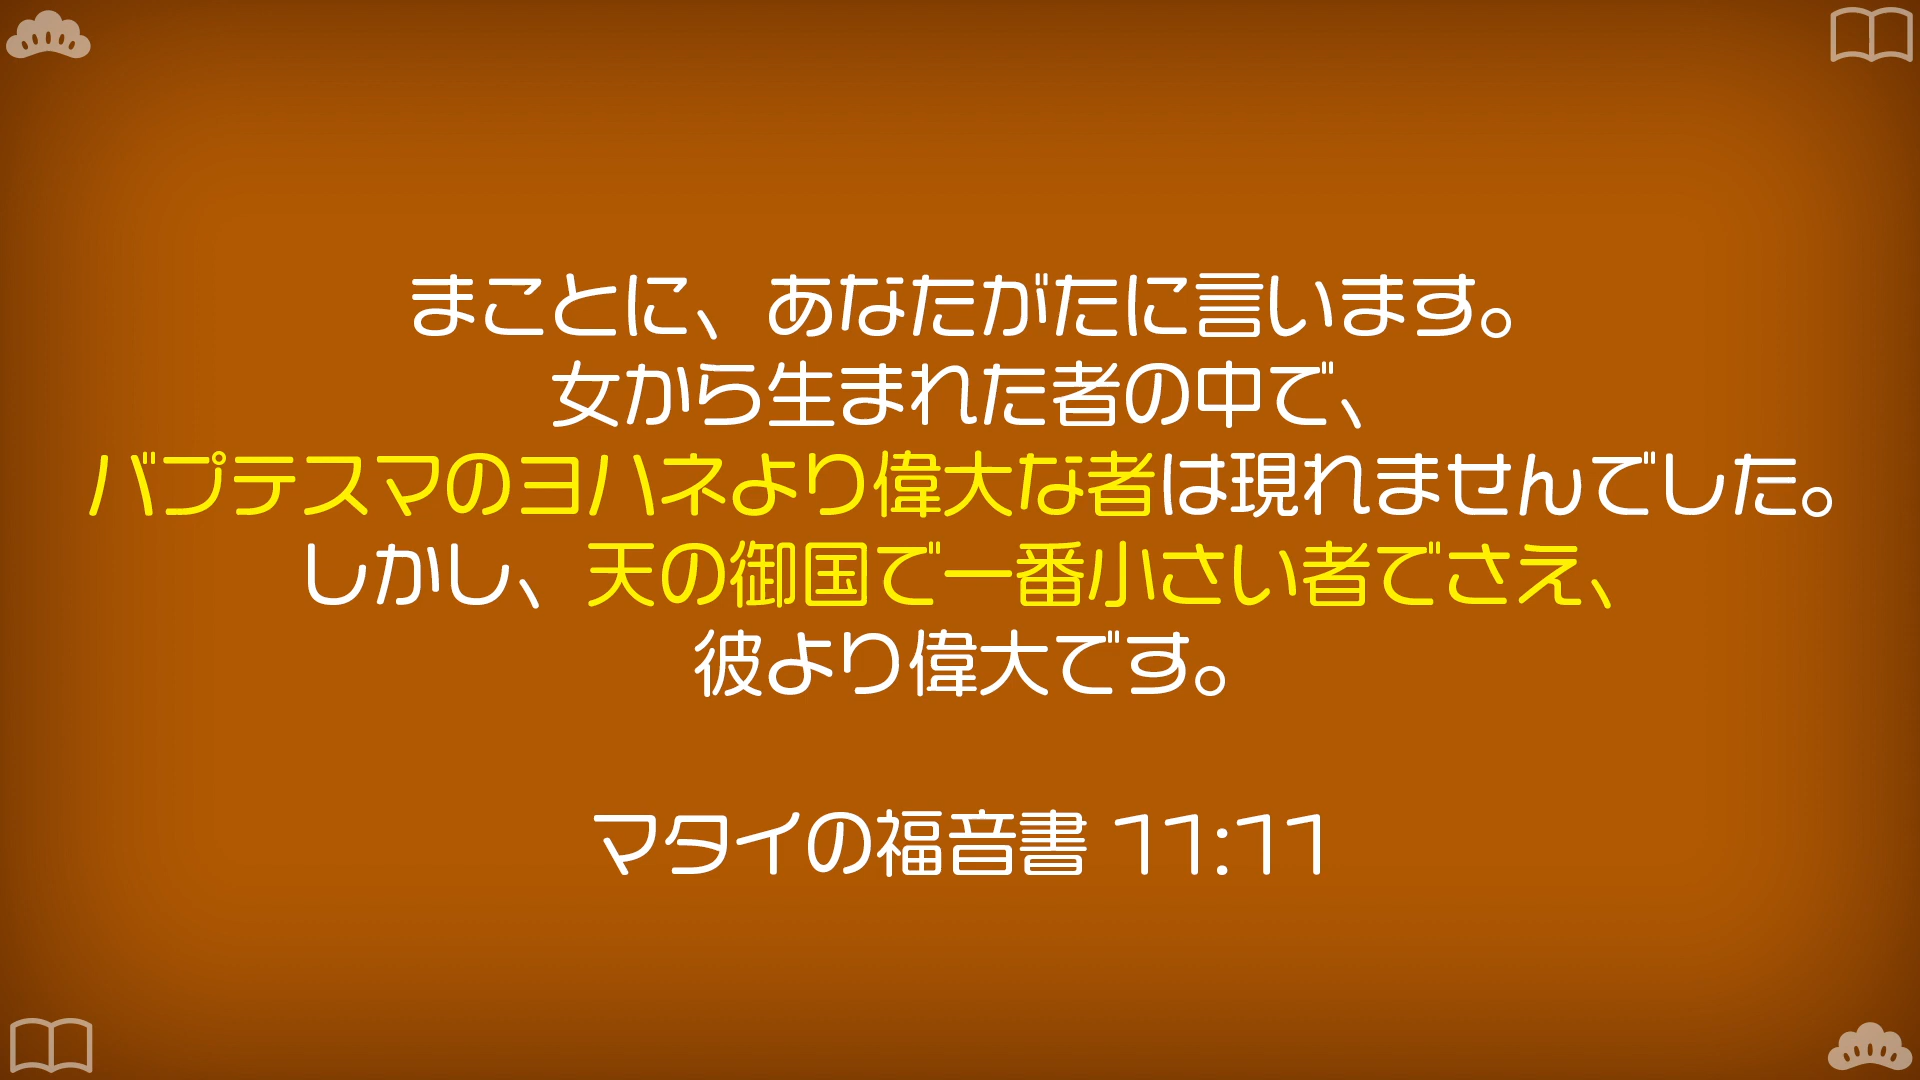 まことに、あなたがたに言います。
女から生まれた者の中で、
バプテスマのヨハネより偉大な者は現れませんでした。
しかし、天の御国で一番小さい者でさえ、
彼より偉大です。
マタイの福音書 11:11